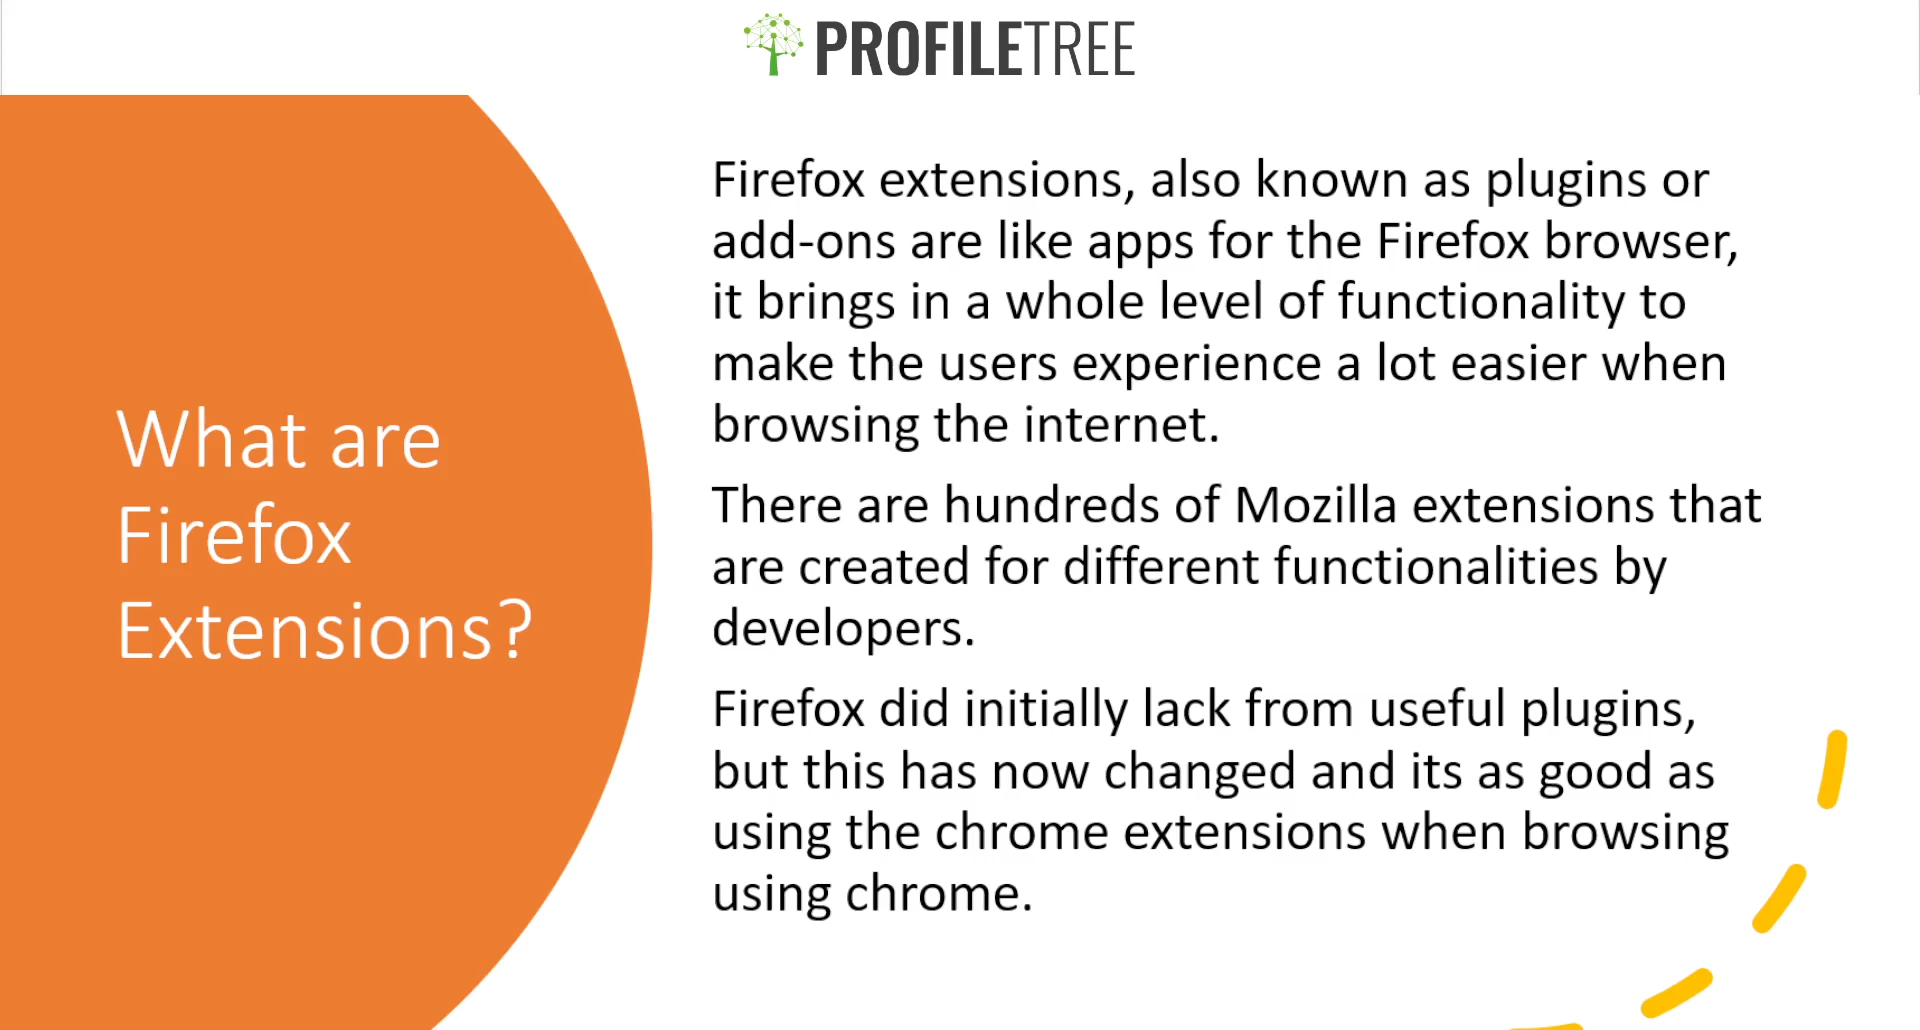 PROFILETREE
What are
Firefox
Extensions?
Firefox extensions, also known as plugins or
add-ons are like apps for the Firefox browser,
it brings in a whole level of functionality to
make the users experience a lot easier when
browsing the internet.
There are hundreds of Mozilla extensions that
are created for different functionalities by
developers.
Firefox did initially lack from useful plugins,
but this has now changed and its as good as
using the chrome extensions when browsing
using chrome.